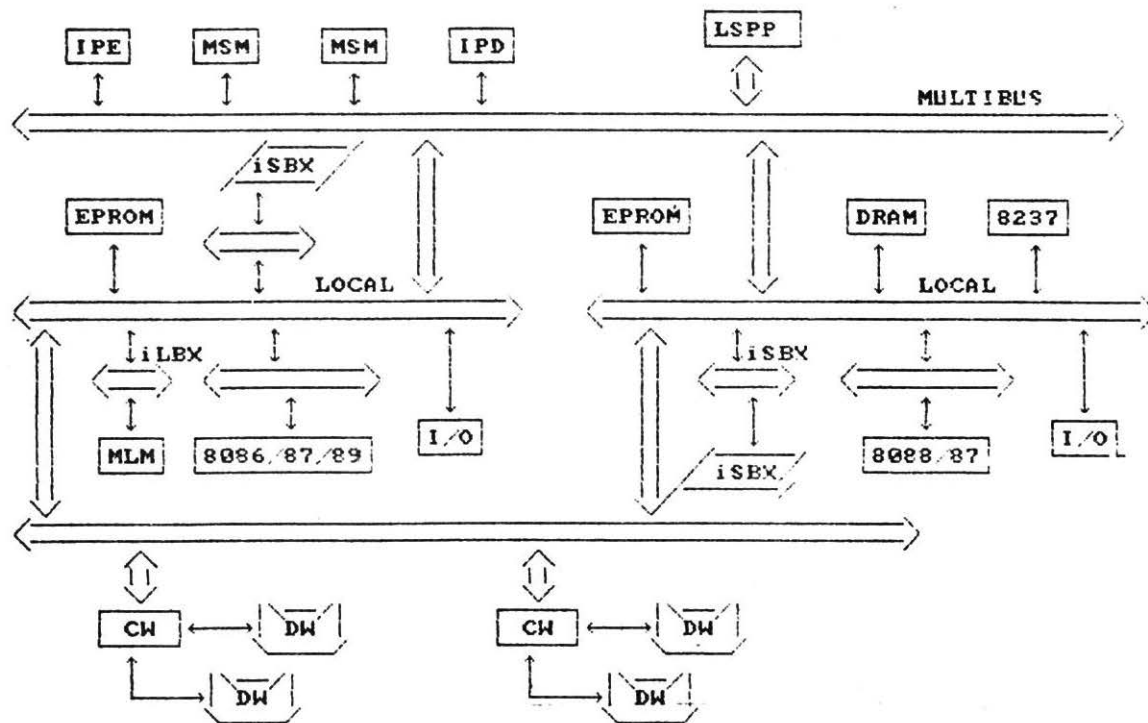 IPE MSM MSM IPD LSPP
MULTIBUS
iSBX
EPROM EPROM DRAM 8237
LOCAL LOCAL
iLBX iSBX
MLM 8086/87/89 I/O iSBX 8088/87 I/O
CW DW CW DW
DW DW